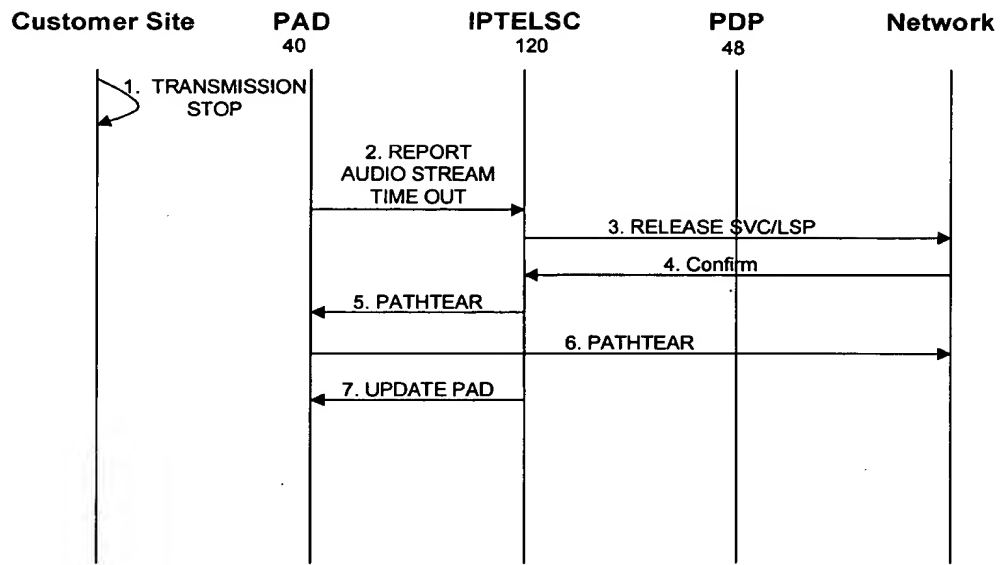 Customer Site PAD IPTELSC PDP Network
40 120 48
1. TRANSMISSION
STOP
2. REPORT
AUDIO STREAM
TIME OUT
3. RELEASE SVC/LSP
4. Confirm
5. PATHTEAR
6. PATHTEAR
7. UPDATE PAD